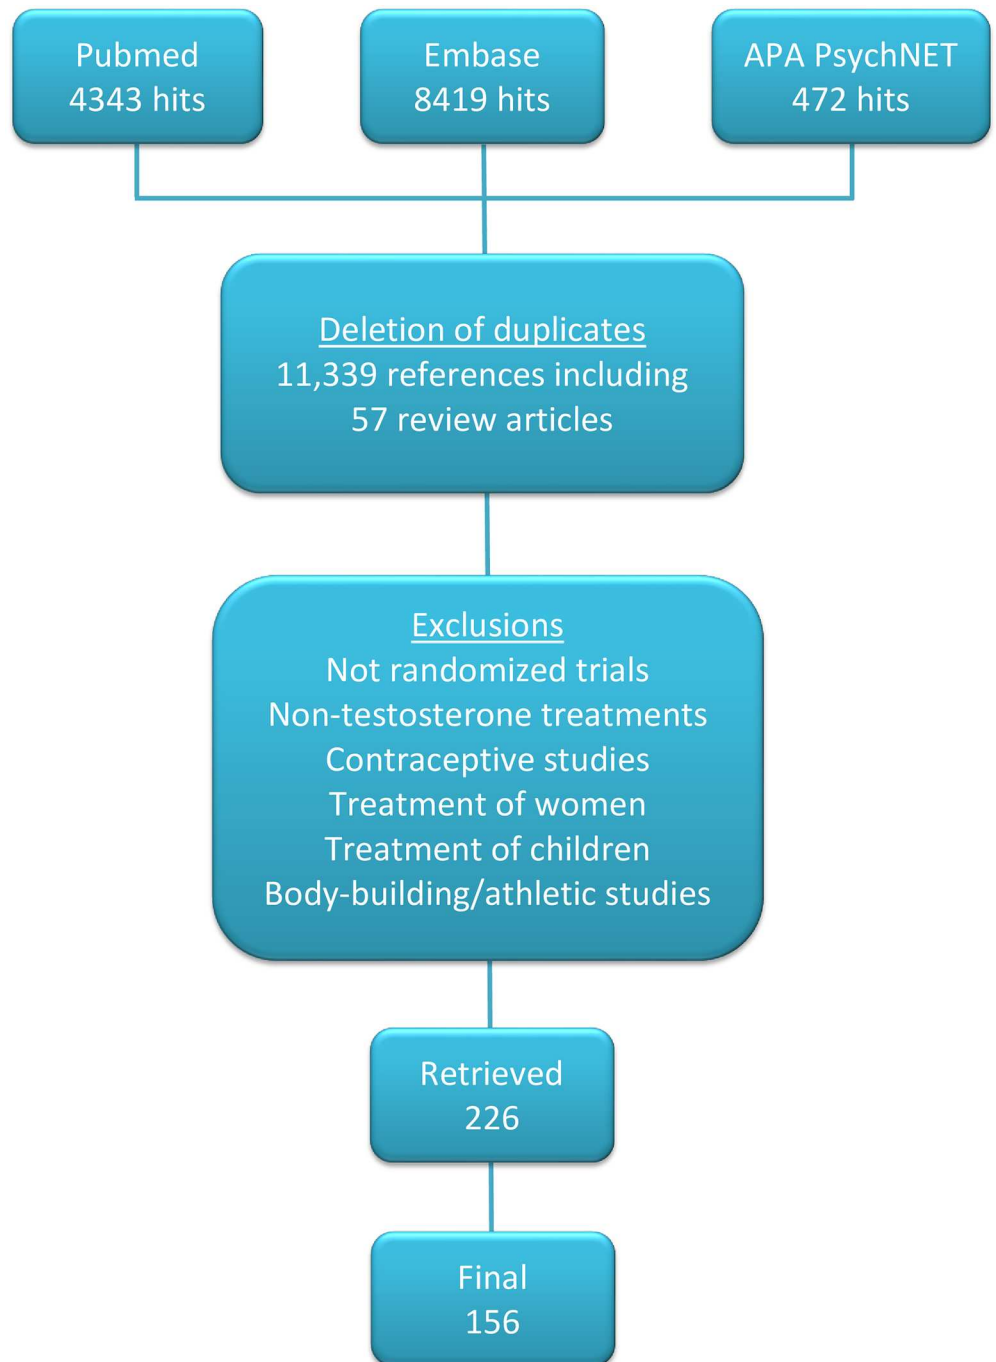 Pubmed
4343 hits
Embase
8419 hits
APA PsychNET
472 hits
Deletion of duplicates
11,339 references including
57 review articles
Exclusions
Not randomized trials
Non-testosterone treatments
Contraceptive studies
Treatment of women
Treatment of children
Body-building/athletic studies
Retrieved
226
Final
156